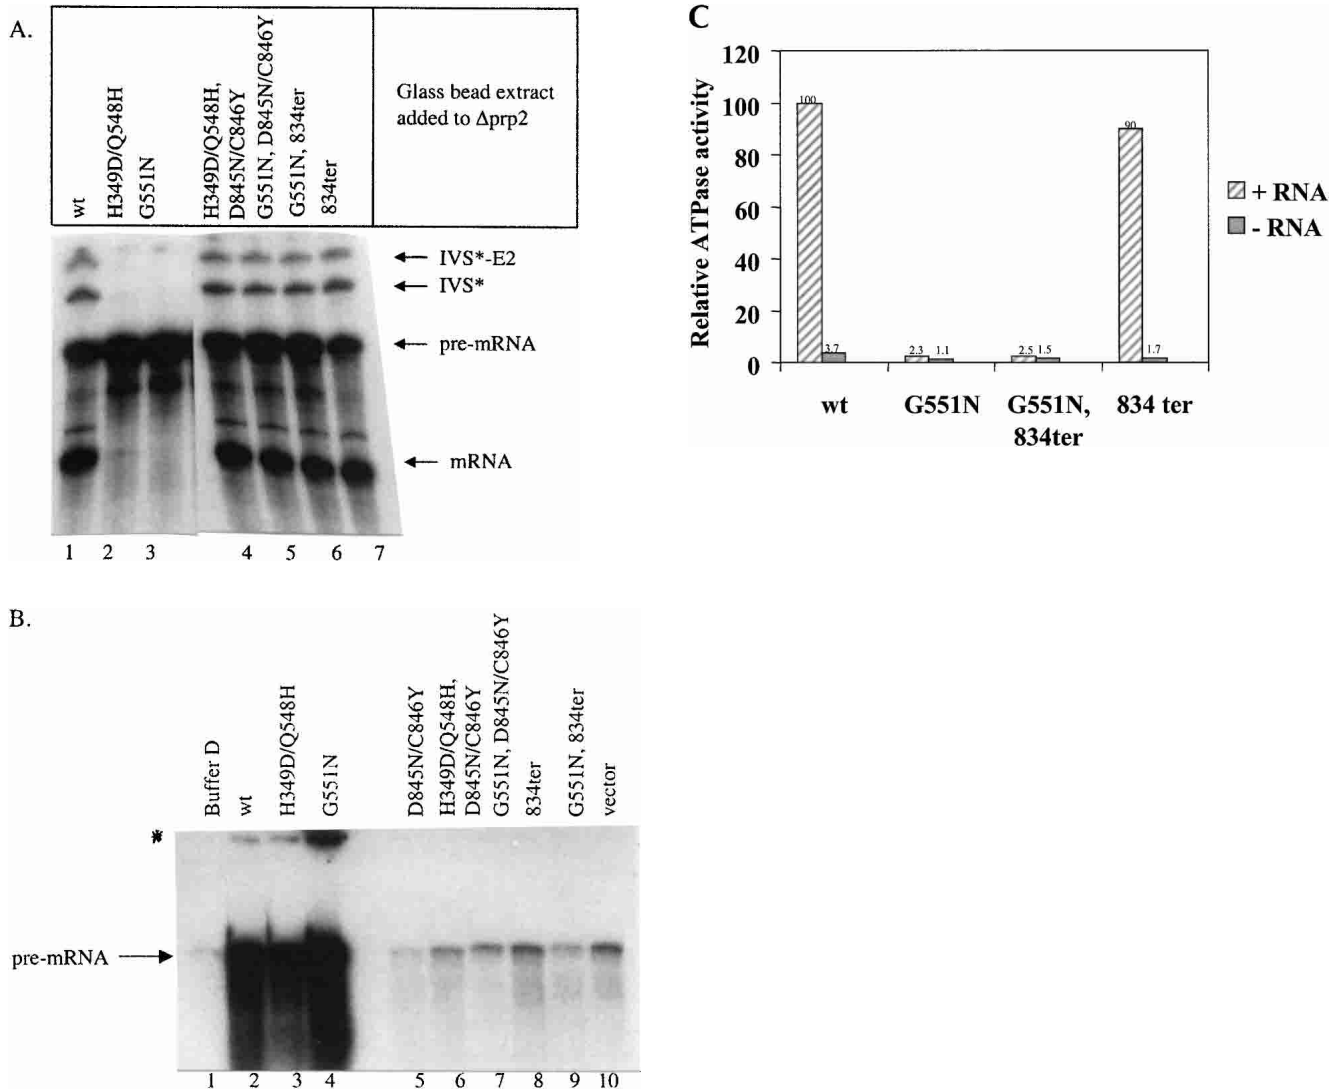 A.
wt
H349D/Q548H
G551N
H349D/Q548H,
D845N/C846Y
G551N, D845N/C846Y
G551N, 834ter
834ter
Glass bead extract
added to Δprp2
IVS*-E2
IVS*
pre-mRNA
mRNA
1 2 3 4 5 6 7
B.
Buffer D
wt
H349D/Q548H
G551N
D845N/C846Y
H349D/Q548H,
D845N/C846Y
G551N, D845N/C846Y
834ter
G551N, 834ter
vector
*
pre-mRNA
1 2 3 4 5 6 7 8 9 10
C
Relative ATPase activity
120
100
80
60
40
20
0
100
3.7
2.3
1.1
2.5
1.5
90
1.7
wt G551N G551N, 834 ter
834ter
+ RNA
- RNA